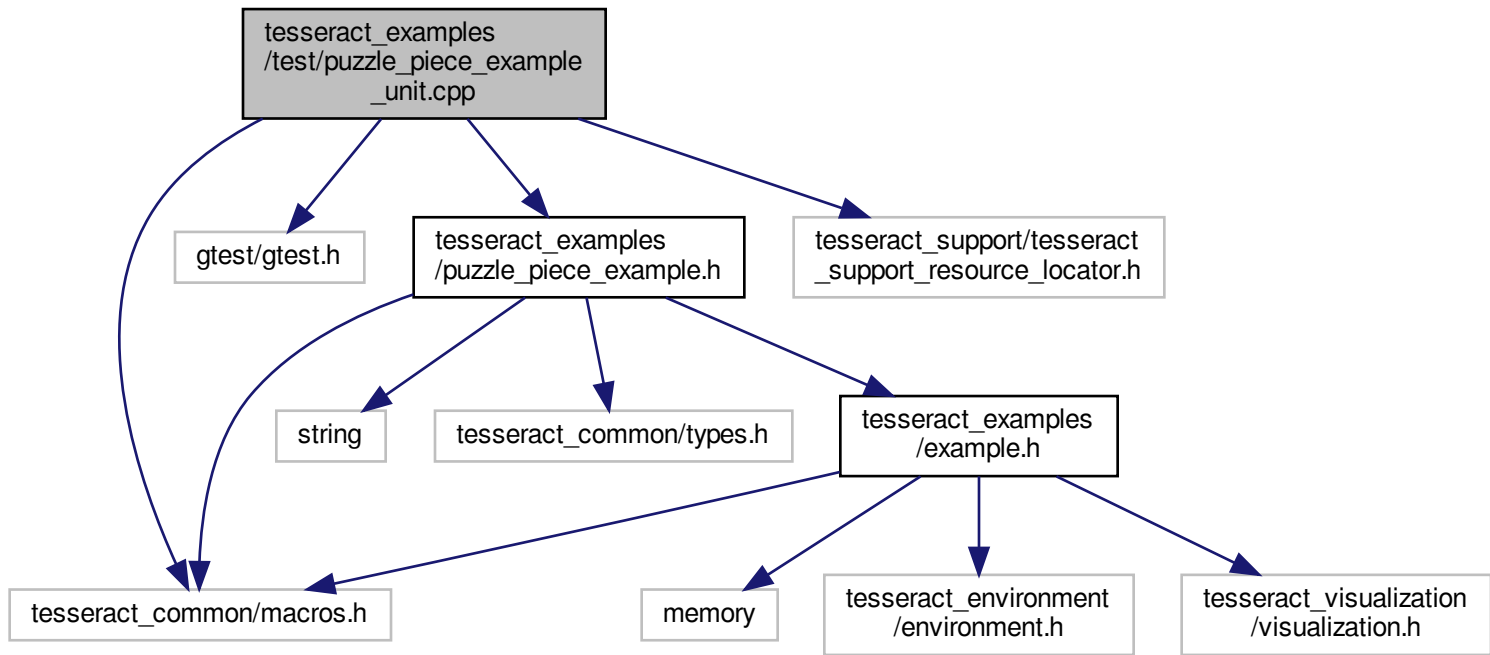 tesseract_examples
/test/puzzle_piece_example
_unit.cpp
gtest/gtest.h
tesseract_examples
/puzzle_piece_example.h
tesseract_support/tesseract
_support_resource_locator.h
string
tesseract_common/types.h
tesseract_examples
/example.h
tesseract_common/macros.h
memory
tesseract_environment
/environment.h
tesseract_visualization
/visualization.h